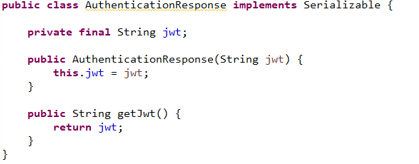 public class AuthenticationResponse implements Serializable {
private final String jwt;
public AuthenticationResponse(String jwt) {
this.jwt = jwt;
}
public String getJwt() {
return jwt;
}
}